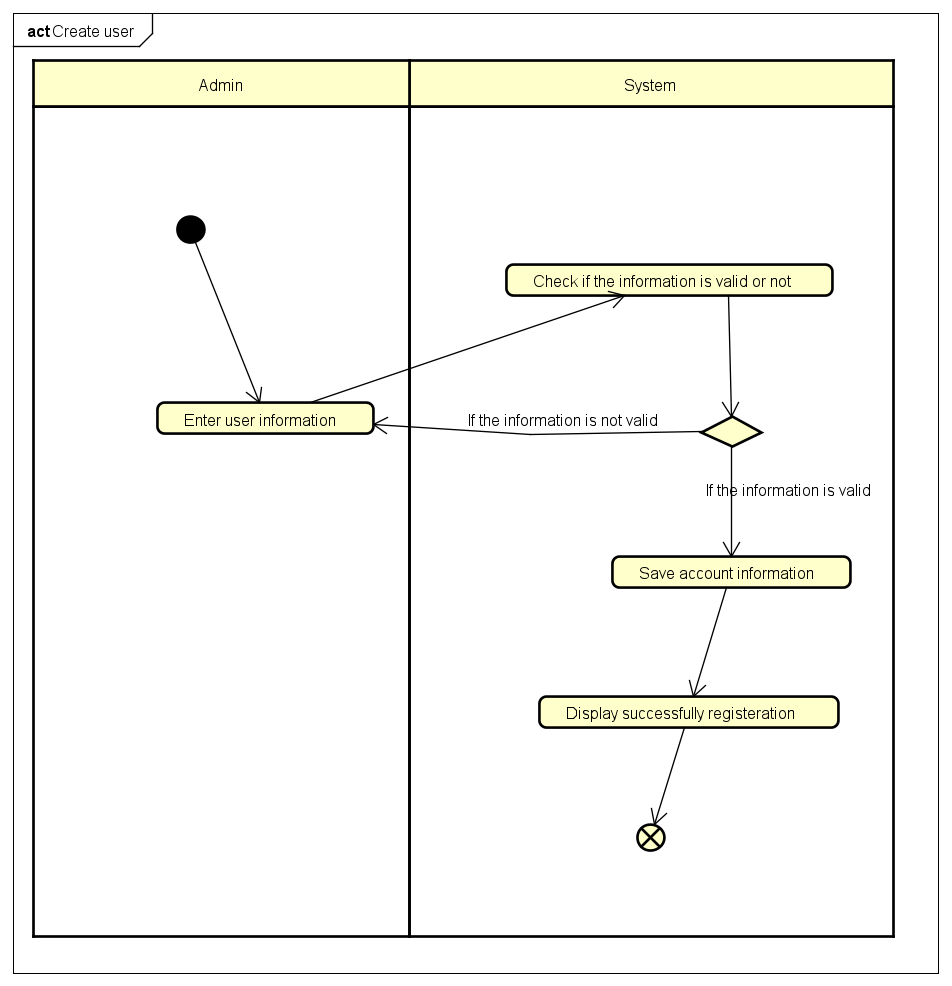 act Create user
Admin
System
Check if the information is valid or not
Enter user information
If the information is not valid
If the information is valid
Save account information
Display successfully registeration